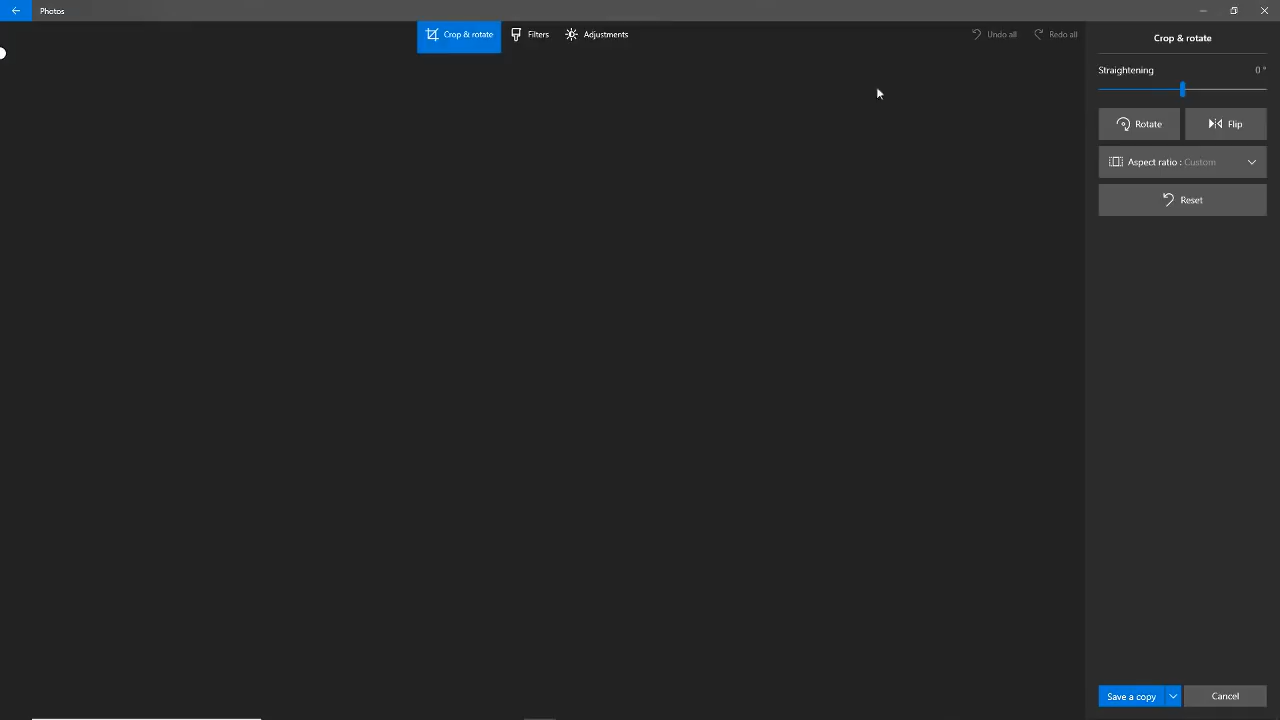 Photos
Crop & rotate
Filters
Adjustments
Undo all
Redo all
Crop & rotate
Straightening
0 °
Rotate
Flip
Aspect ratio : Custom
Reset
Save a copy
Cancel